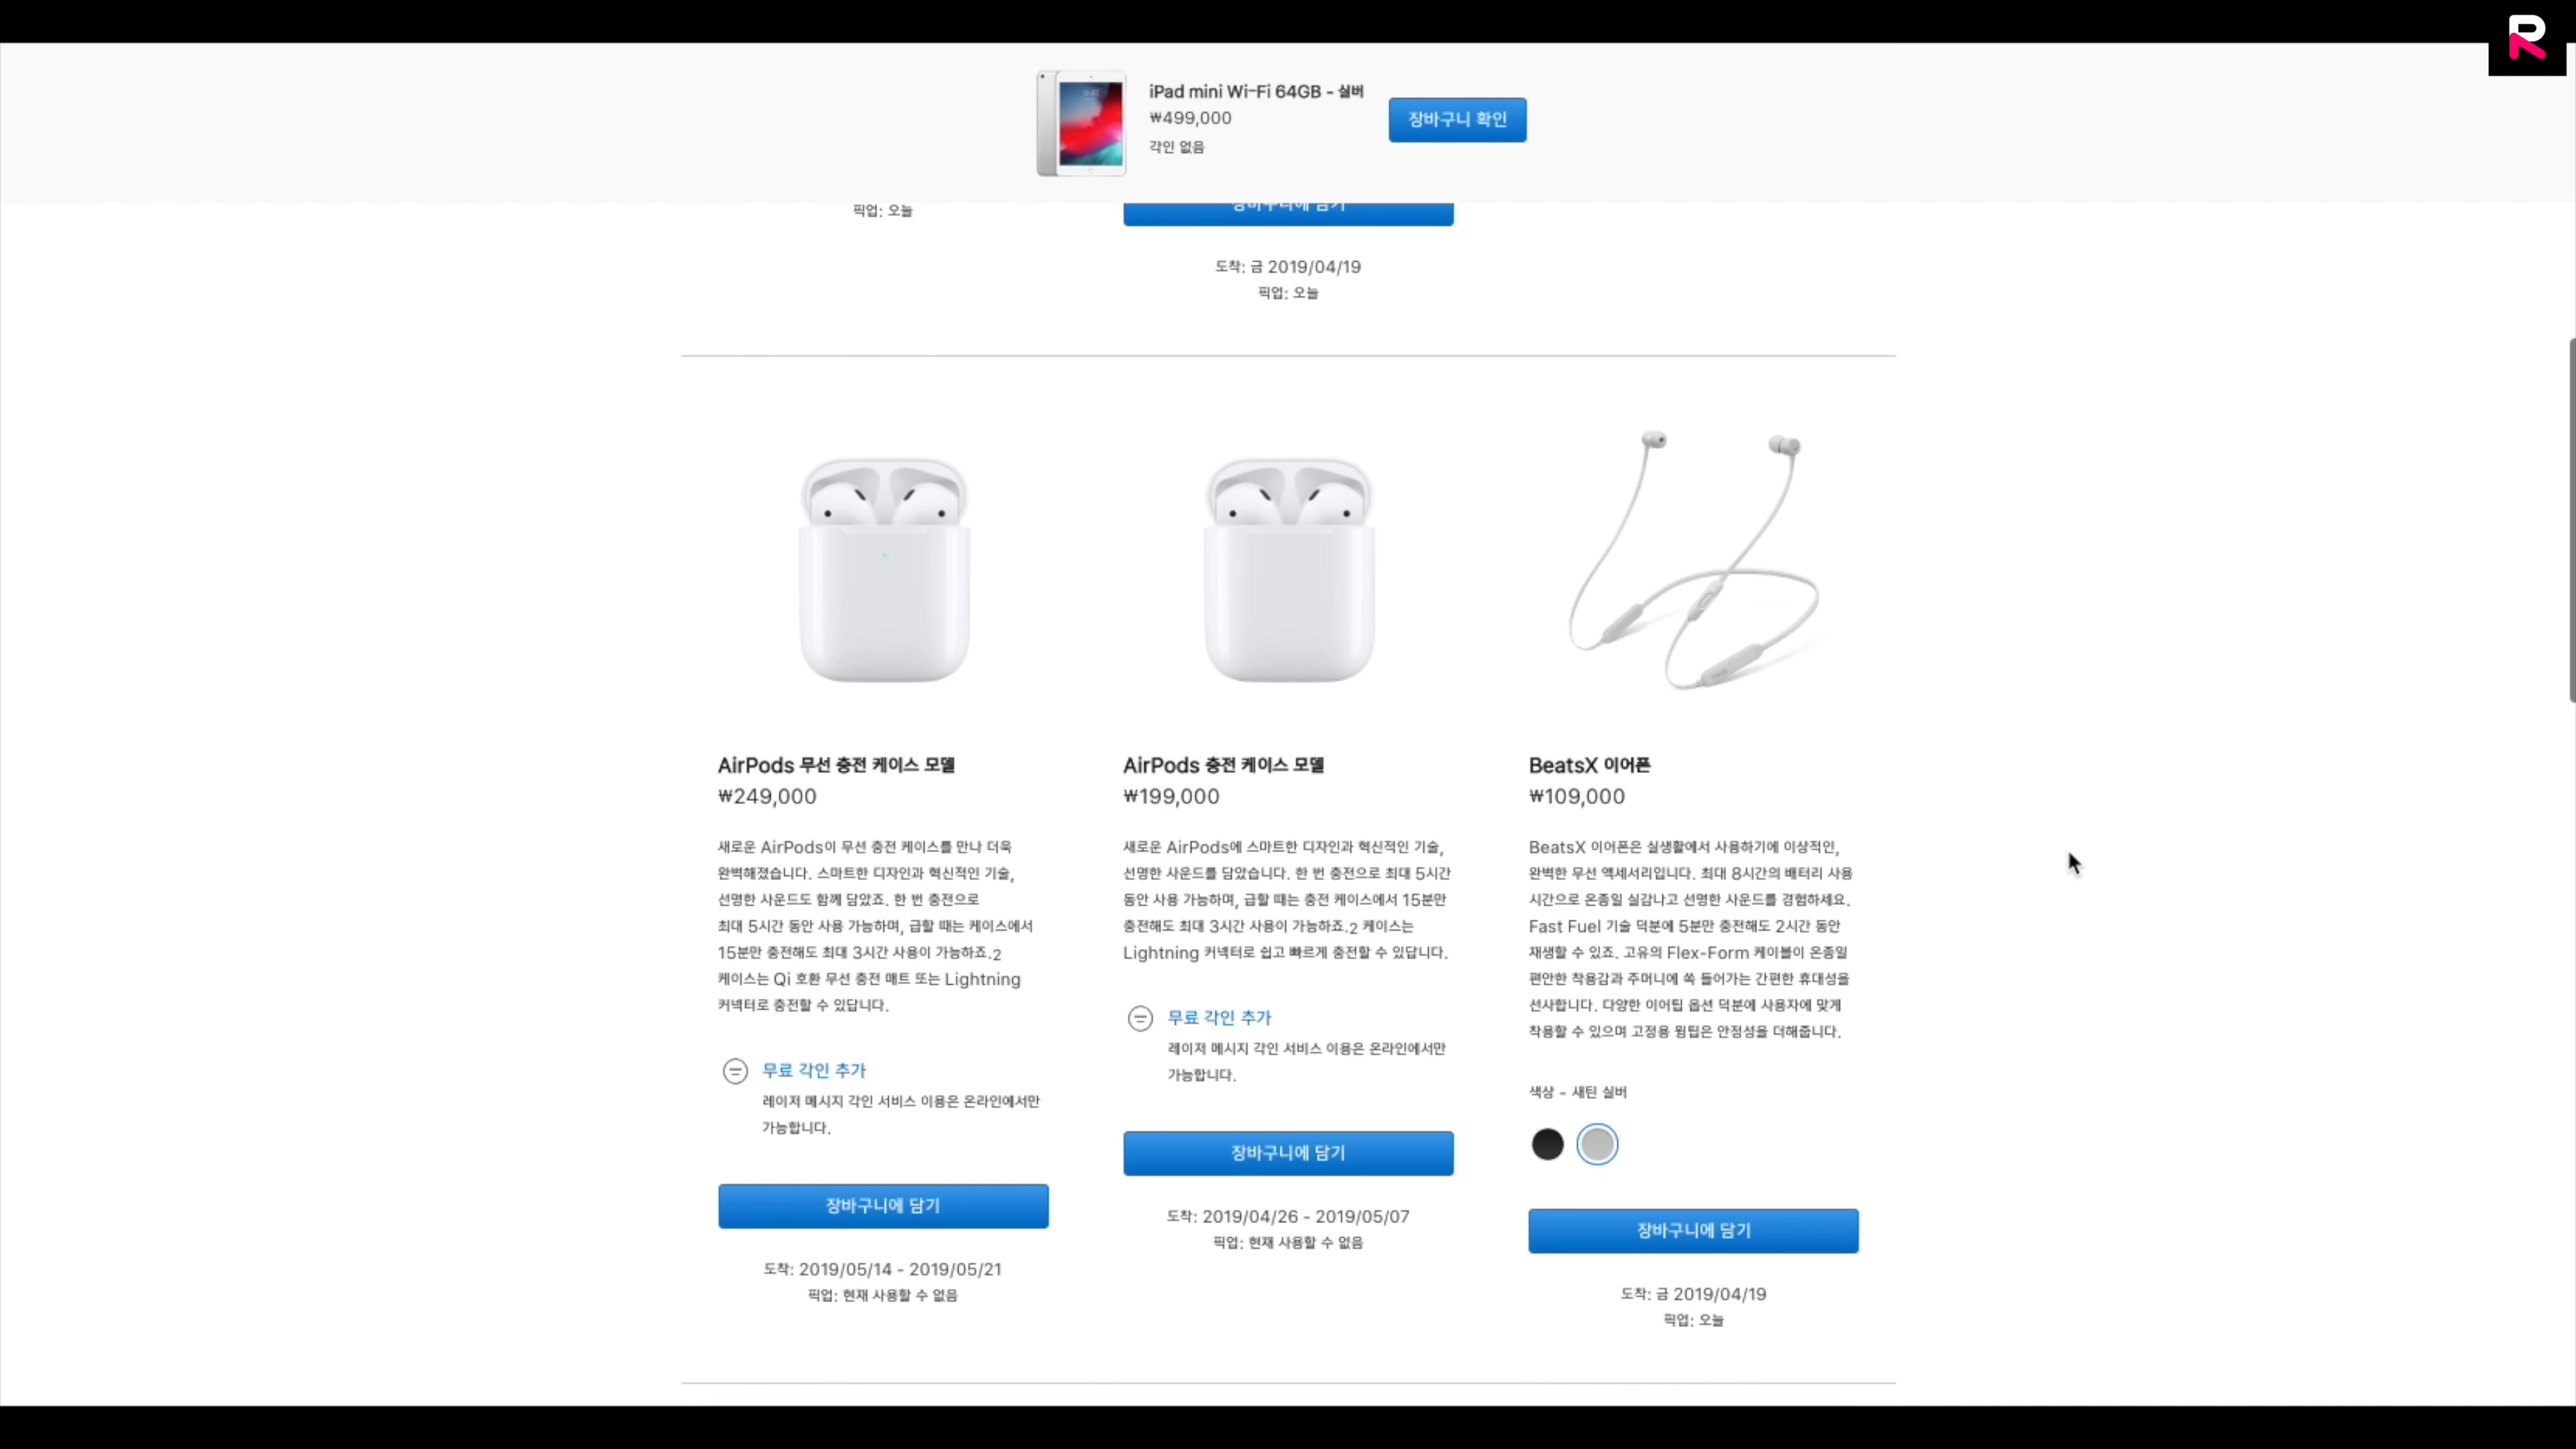 iPad mini Wi-Fi 64GB - 실버
₩499,000
각인 없음
장바구니 확인
픽업: 오늘
장바구니에 담기
도착: 금 2019/04/19
픽업: 오늘
AirPods 무선 충전 케이스 모델
₩249,000
새로운 AirPods이 무선 충전 케이스를 만나 더욱
완벽해졌습니다. 스마트한 디자인과 혁신적인 기술,
선명한 사운드도 함께 담았죠. 한 번 충전으로
최대 5시간 동안 사용 가능하며, 급할 때는 케이스에서
15분만 충전해도 최대 3시간 사용이 가능하죠.2
케이스는 Qi 호환 무선 충전 매트 또는 Lightning
커넥터로 충전할 수 있답니다.
무료 각인 추가
레이저 메시지 각인 서비스 이용은 온라인에서만
가능합니다.
장바구니에 담기
도착: 2019/05/14 - 2019/05/21
픽업: 현재 사용할 수 없음
AirPods 충전 케이스 모델
₩199,000
새로운 AirPods에 스마트한 디자인과 혁신적인 기술,
선명한 사운드를 담았습니다. 한 번 충전으로 최대 5시간
동안 사용 가능하며, 급할 때는 충전 케이스에서 15분만
충전해도 최대 3시간 사용이 가능하죠.2 케이스는
Lightning 커넥터로 쉽고 빠르게 충전할 수 있답니다.
무료 각인 추가
레이저 메시지 각인 서비스 이용은 온라인에서만
가능합니다.
장바구니에 담기
도착: 2019/04/26 - 2019/05/07
픽업: 현재 사용할 수 없음
BeatsX 이어폰
₩109,000
BeatsX 이어폰은 실생활에서 사용하기에 이상적인,
완벽한 무선 액세서리입니다. 최대 8시간의 배터리 사용
시간으로 온종일 실감나고 선명한 사운드를 경험하세요.
Fast Fuel 기술 덕분에 5분만 충전해도 2시간 동안
재생할 수 있죠. 고유의 Flex-Form 케이블이 온종일
편안한 착용감과 주머니에 쏙 들어가는 간편한 휴대성을
선사합니다. 다양한 이어팁 옵션 덕분에 사용자에 맞게
착용할 수 있으며 고정용 윙팁은 안정성을 더해줍니다.
색상 - 새틴 실버
장바구니에 담기
도착: 금 2019/04/19
픽업: 오늘